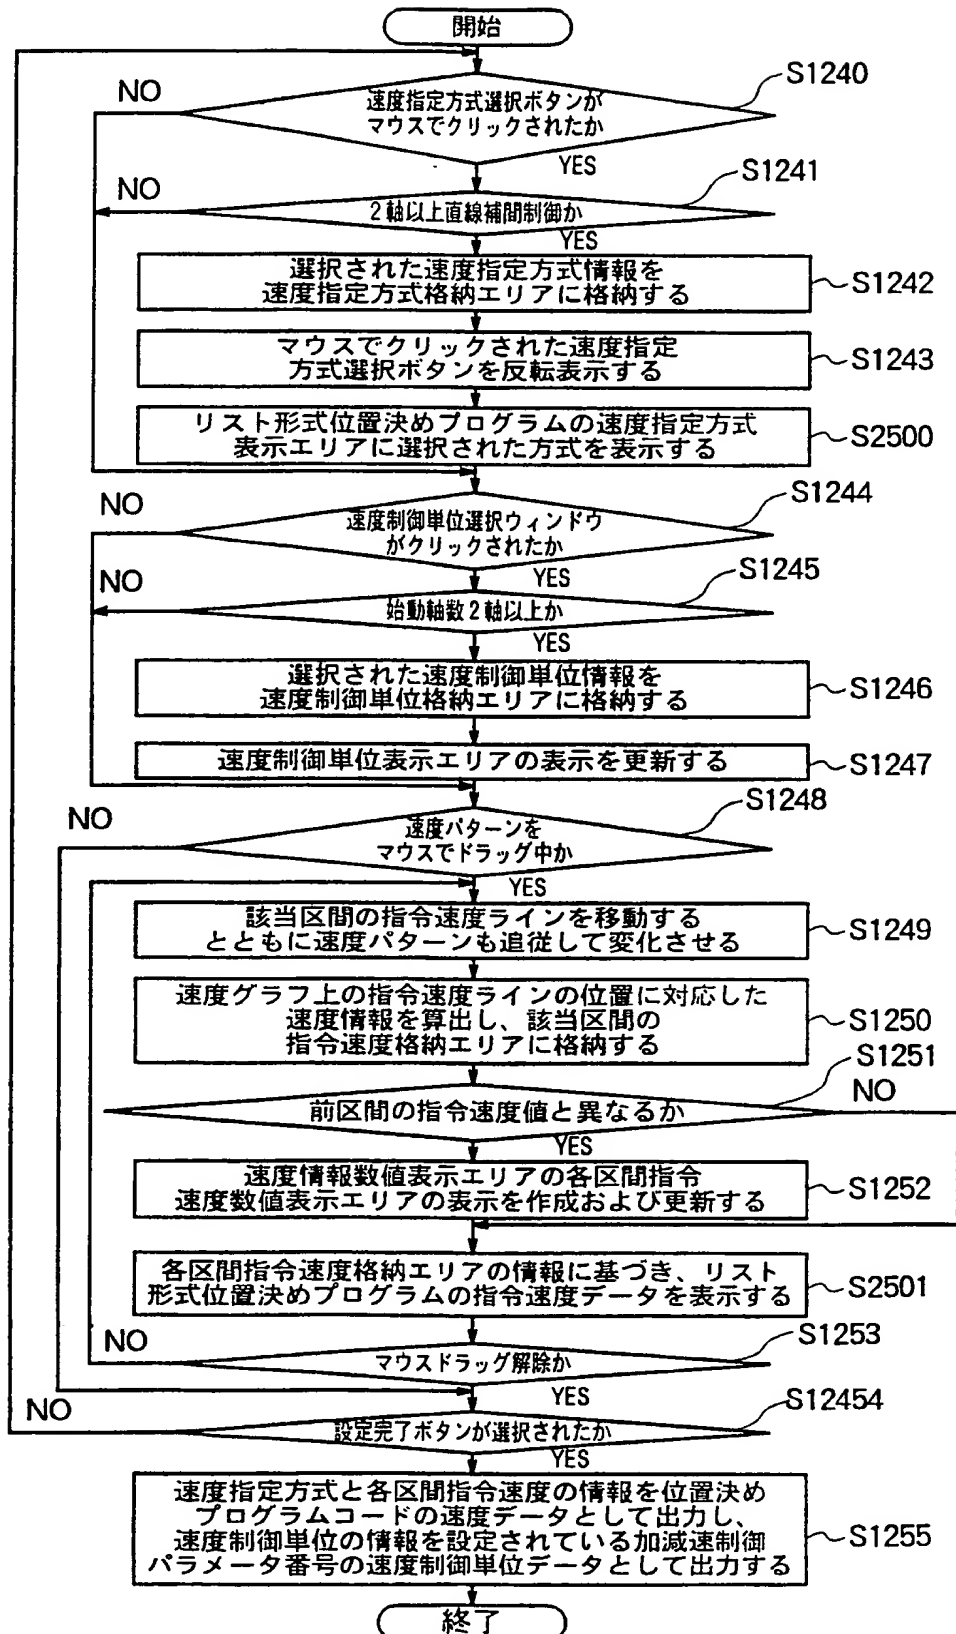 開始
S1240
NO
速度指定方式選択ボタンが
マウスでクリックされたか
YES
S1241
NO
2軸以上直線補間制御か
YES
選択された速度指定方式情報を
速度指定方式格納エリアに格納する
S1242
マウスでクリックされた速度指定
方式選択ボタンを反転表示する
S1243
リスト形式位置決めプログラムの速度指定方式
表示エリアに選択された方式を表示する
S2500
S1244
NO
速度制御単位選択ウィンドウ
がクリックされたか
YES
S1245
NO
始動軸数2軸以上か
YES
選択された速度制御単位情報を
速度制御単位格納エリアに格納する
S1246
速度制御単位表示エリアの表示を更新する
S1247
S1248
NO
速度パターンを
マウスでドラッグ中か
YES
該当区間の指令速度ラインを移動する
とともに速度パターンも追従して変化させる
S1249
速度グラフ上の指令速度ラインの位置に対応した
速度情報を算出し、該当区間の
指令速度格納エリアに格納する
S1250
S1251
NO
前区間の指令速度値と異なるか
YES
速度情報数値表示エリアの各区間指令
速度数値表示エリアの表示を作成および更新する
S1252
各区間指令速度格納エリアの情報に基づき、リスト
形式位置決めプログラムの指令速度データを表示する
S2501
S1253
NO
マウスドラッグ解除か
YES
S12454
NO
設定完了ボタンが選択されたか
YES
速度指定方式と各区間指令速度の情報を位置決め
プログラムコードの速度データとして出力し、
速度制御単位の情報を設定されている加減速制御
パラメータ番号の速度制御単位データとして出力する
S1255
終了